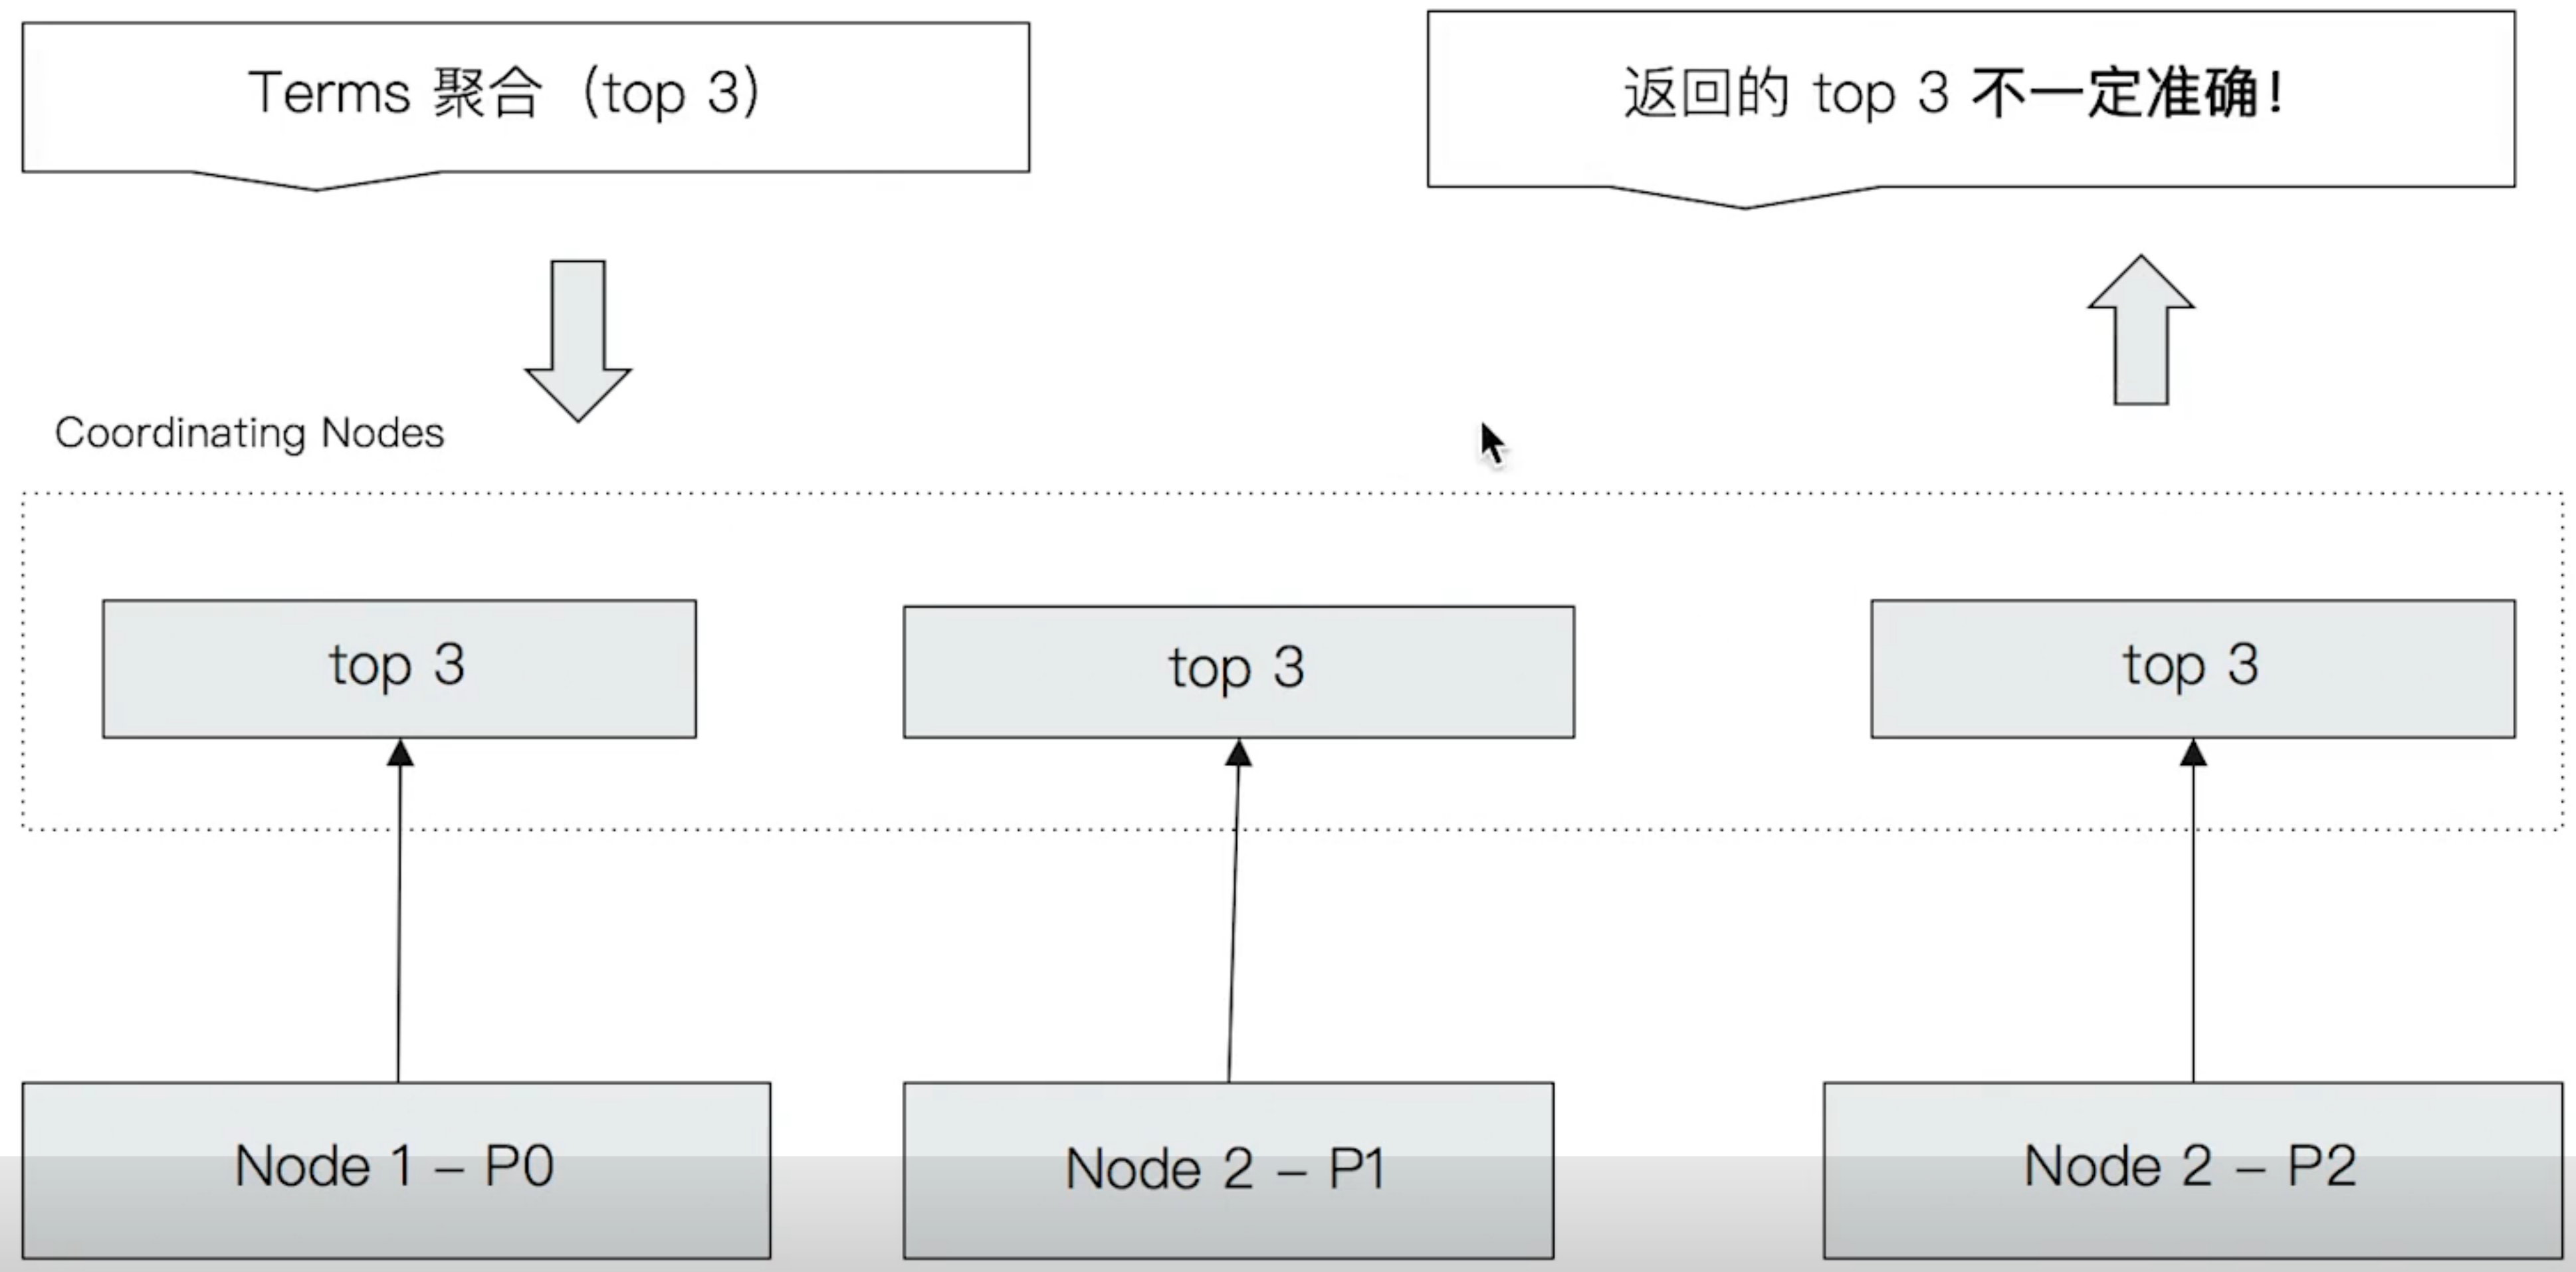 Terms 聚合（top 3）
返回的 top 3 不一定准确！
Coordinating Nodes
top 3
top 3
top 3
Node 1 – P0
Node 2 – P1
Node 2 – P2